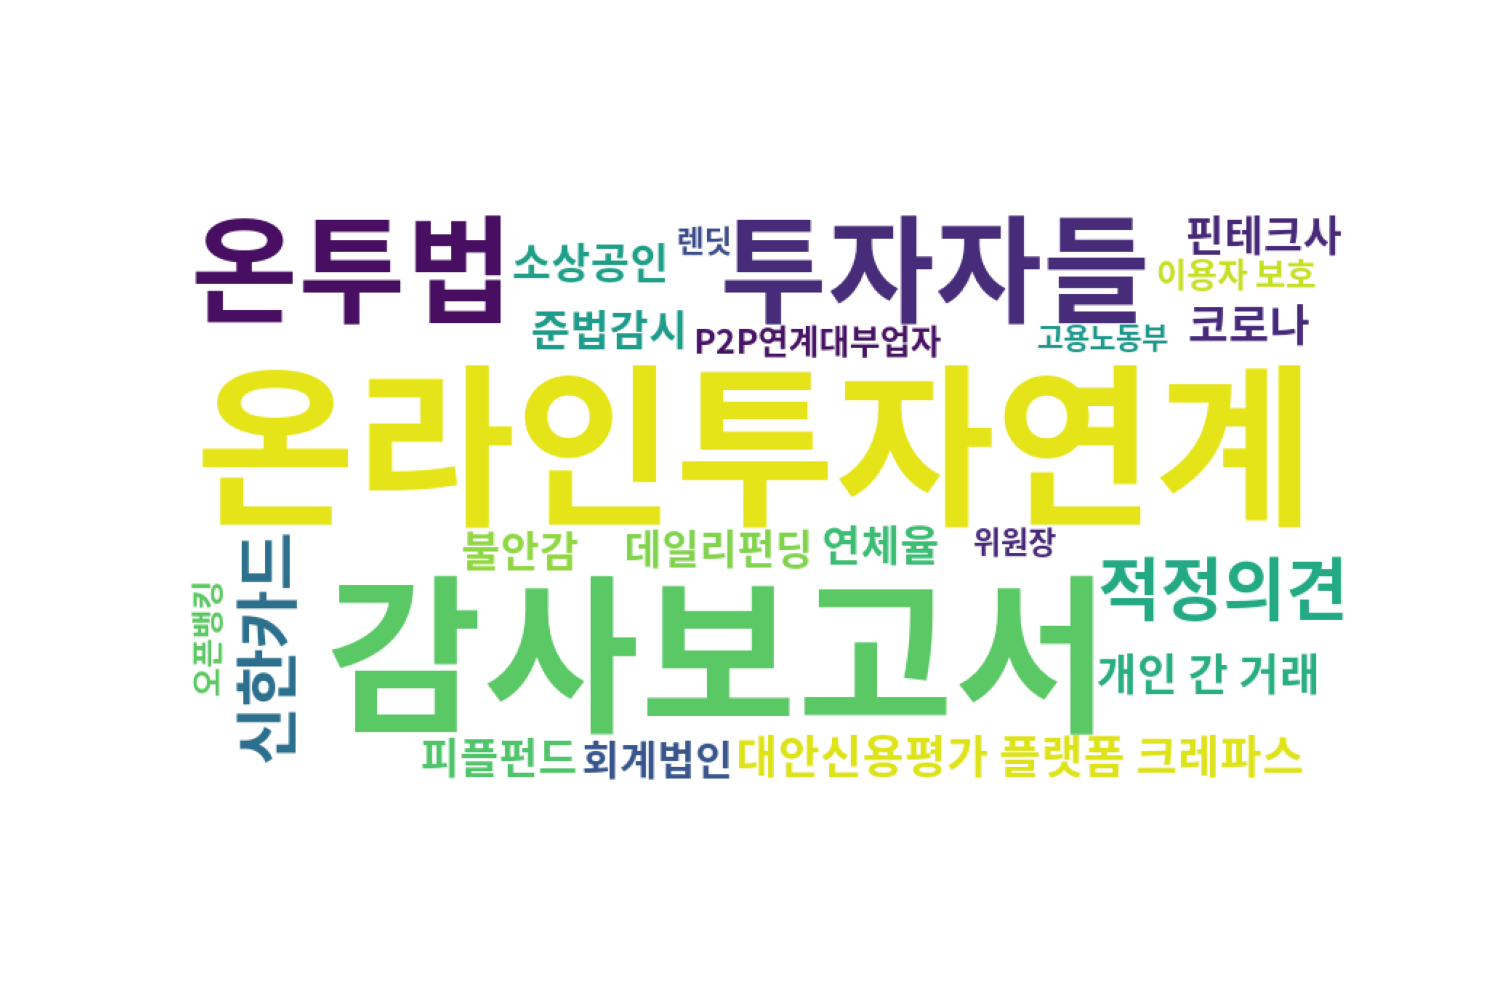 온투법
소상공인
렌딧
투자자들
핀테크사
이용자 보호
준법감시
P2P연계대부업자
고용노동부
코로나
온라인투자연계
불안감
데일리펀딩
연체율
위원장
오픈뱅킹
신한카드
감사보고서
적정의견
개인 간 거래
피플펀드
회계법인
대안신용평가 플랫폼 크레파스